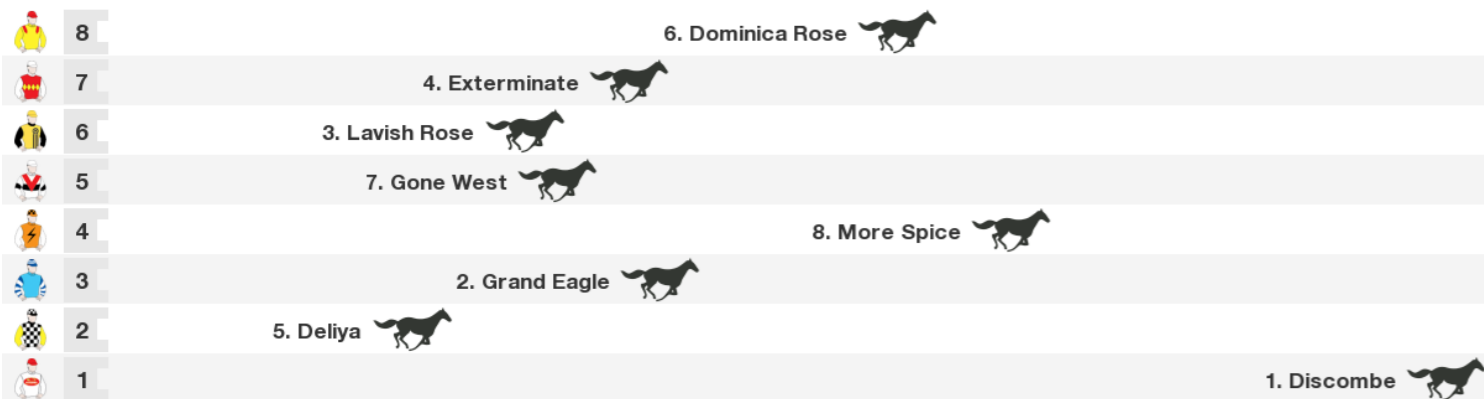 8 6. Dominica Rose
7 4. Exterminate
6 3. Lavish Rose
5 7. Gone West
4 8. More Spice
3 2. Grand Eagle
2 5. Deliya
1 1. Discombe